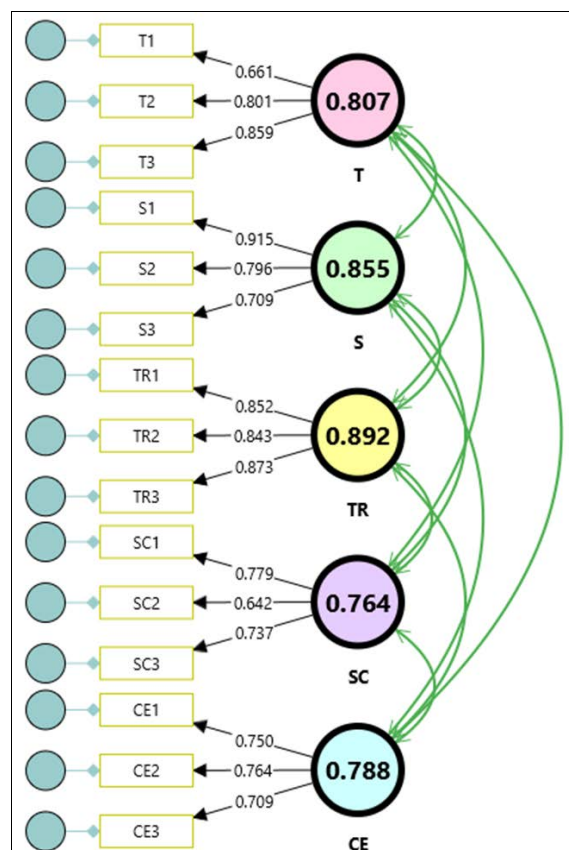 T1
0.661
T2
0.801
0.807
0.859
T3
T
S1
0.915
S2
0.796
0.855
0.709
S3
S
TR1
0.852
TR2
0.843
0.892
0.873
TR3
TR
SC1
0.779
SC2
0.642
0.764
0.737
SC3
SC
CE1
0.750
CE2
0.764
0.788
0.709
CE3
CE